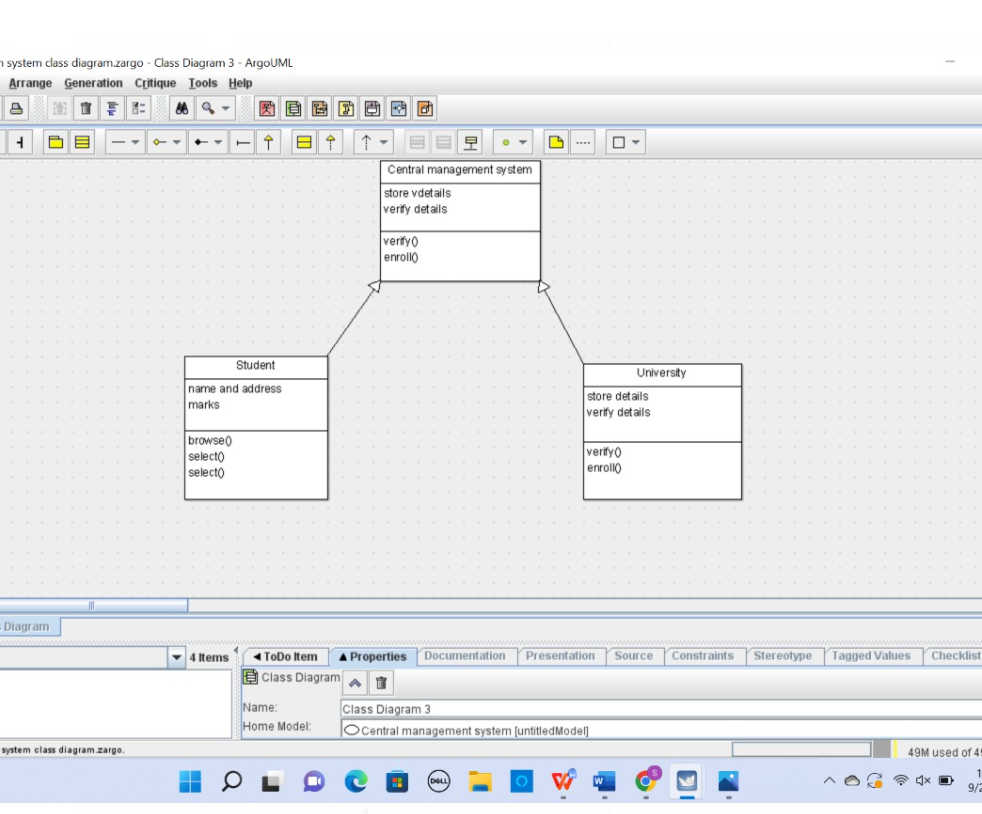 n system class diagram.zargo - Class Diagram 3 - ArgoUML
Arrange Generation Critique Tools Help
Central management system
store vdetails
verify details
verify()
enroll()
Student
name and address
marks
browse()
select()
select()
University
store details
verify details
verify()
enroll()
Diagram
4 Items
ToDo Item Properties Documentation Presentation Source Constraints Stereotype Tagged Values Checklist
Class Diagram
Name: Class Diagram 3
Home Model: Central management system [untitledModel]
system class diagram.zargo.
49M used of 4
DELL
W
W
5
1
9/2